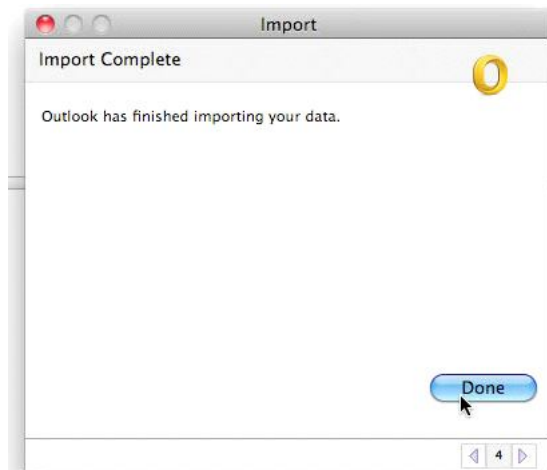 Import
Import Complete
O
Outlook has finished importing your data.
Done
4